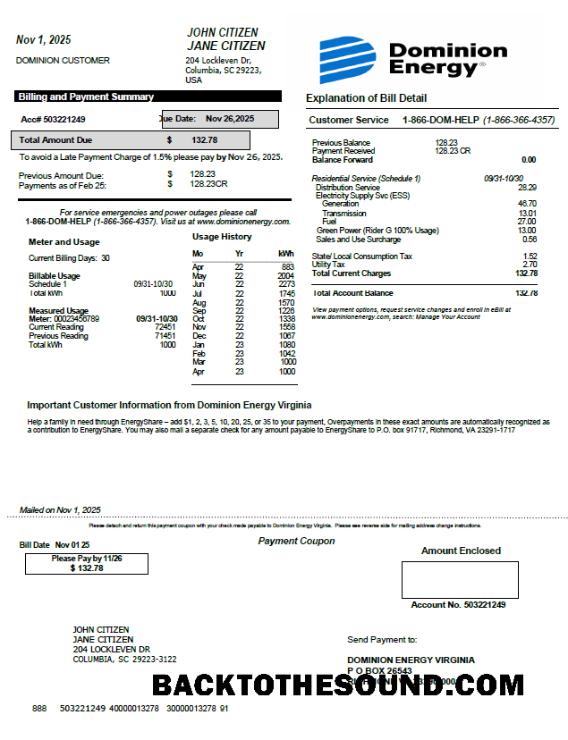 Nov 1, 2025
DOMINION CUSTOMER
JOHN CITIZEN
JANE CITIZEN
204 Lockleven Dr,
Columbia, SC 29223,
USA
Dominion
Energy®
Billing and Payment Summary
Acc# 503221249 Due Date: Nov 26,2025
Total Amount Due $ 132.78
To avoid a Late Payment Charge of 1.5% please pay by Nov 26, 2025.
Previous Amount Due: $ 128.23
Payments as of Feb 25: $ 128.23CR
For service emergencies and power outages please call
1-866-DOM-HELP (1-866-366-4357). Visit us at www.dominionenergy.com.
Meter and Usage
Current Billing Days: 30
Billable Usage
Schedule 1 09/31-10/30
Total kWh 1000
Measured Usage
Meter: 00023456789 09/31-10/30
Current Reading 72451
Previous Reading 71451
Total kWh 1000
Usage History
Mo Yr kWh
Apr 22 883
May 22 2004
Jun 22 2273
Jul 22 1745
Aug 22 1570
Sep 22 1226
Oct 22 1338
Nov 22 1558
Dec 22 1067
Jan 23 1080
Feb 23 1042
Mar 23 1000
Apr 23 1000
Explanation of Bill Detail
Customer Service 1-866-DOM-HELP (1-866-366-4357)
Previous Balance 128.23
Payment Received 128.23 CR
Balance Forward 0.00
Residential Service (Schedule 1) 09/31-10/30
Distribution Service 28.29
Electricity Supply Svc (ESS)
Generation 46.70
Transmission 13.01
Fuel 27.00
Green Power (Rider G 100% Usage) 13.00
Sales and Use Surcharge 0.56
State/ Local Consumption Tax 1.52
Utility Tax 2.70
Total Current Charges 132.78
Total Account Balance 132.78
View payment options, request service changes and enroll in eBill at
www.dominionenergy.com, search: Manage Your Account
Important Customer Information from Dominion Energy Virginia
Help a family in need through EnergyShare – add $1, 2, 3, 5, 10, 20, 25, or 35 to your payment, Overpayments in these exact amounts are automatically recognized as
a contribution to EnergyShare. You may also mail a separate check for any amount payable to EnergyShare to P.O. box 91717, Richmond, VA 23291-1717
Mailed on Nov 1, 2025
Please detach and return this payment coupon with your check made payable to Dominion Energy Virginia. Please see reverse side for mailing address change instructions.
Bill Date Nov 01 25
Payment Coupon
Please Pay by 11/26
$ 132.78
Amount Enclosed
Account No. 503221249
JOHN CITIZEN
JANE CITIZEN
204 LOCKLEVEN DR
COLUMBIA, SC 29223-3122
Send Payment to:
DOMINION ENERGY VIRGINIA
P O BOX 26543
BACKTOTHESOUND.COM
888 503221249 40000013278 30000013278 91